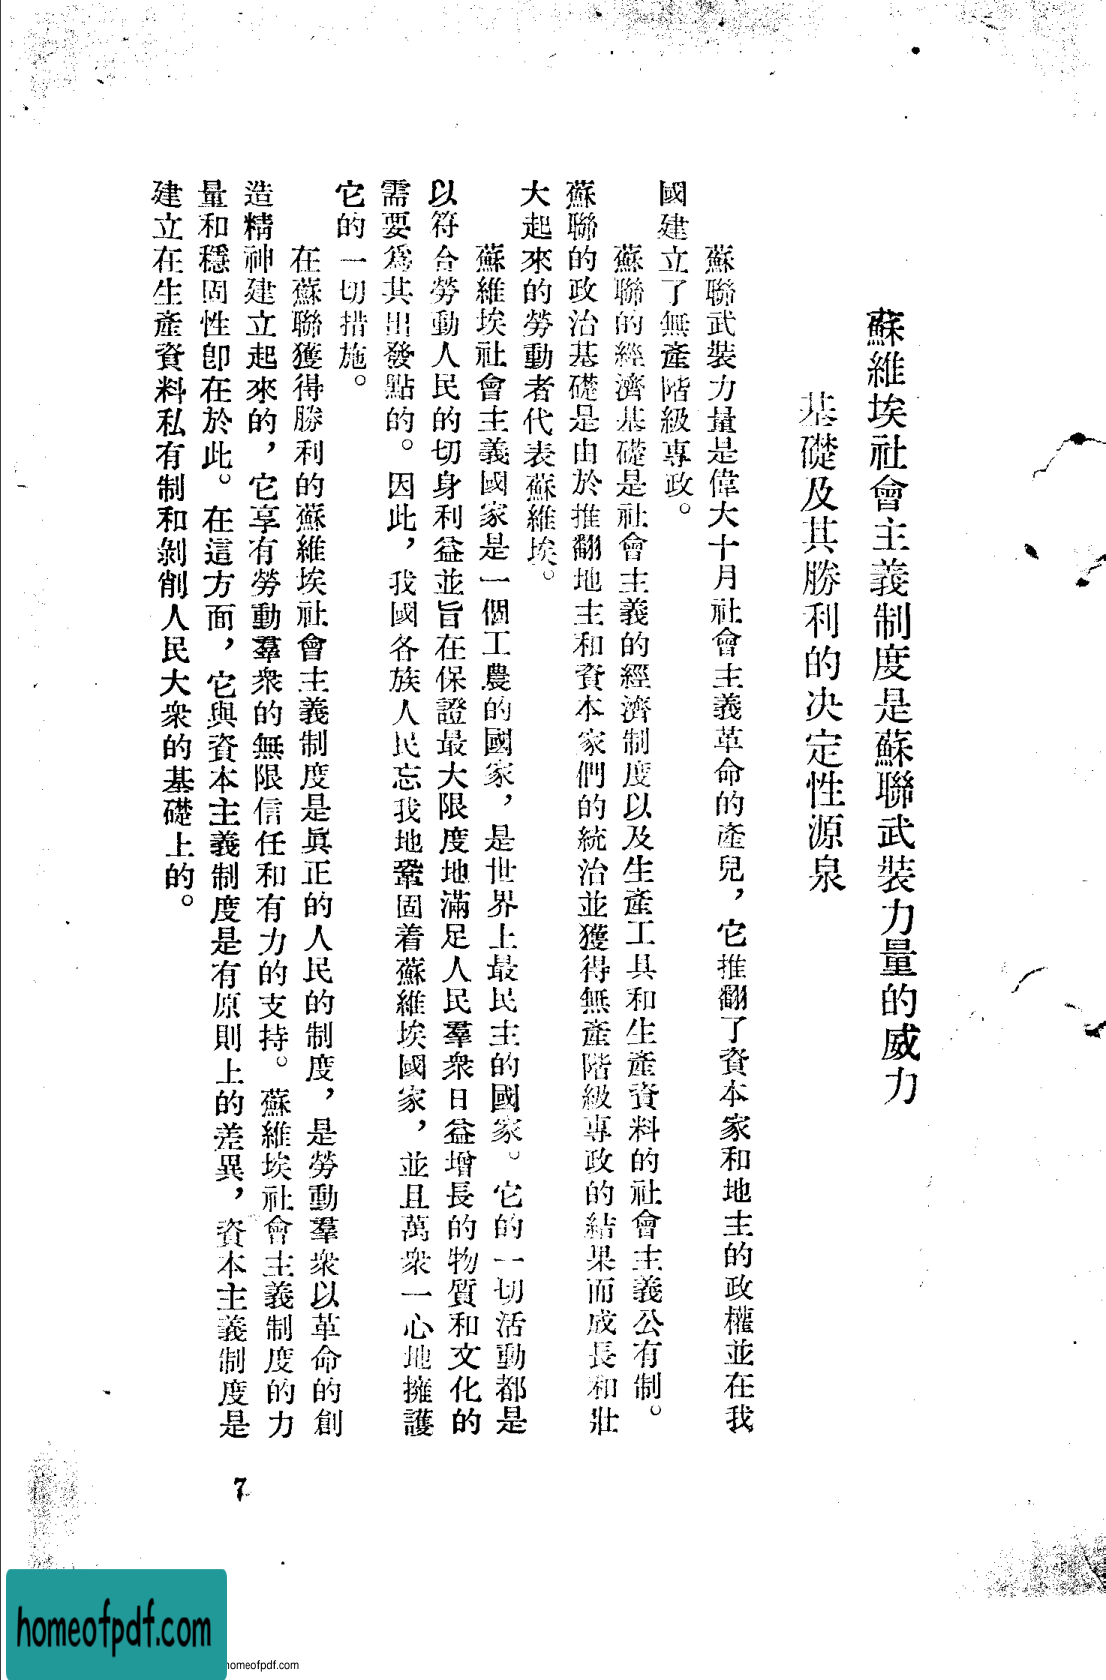 蘇維埃社會主義制度是蘇聯武裝力量的威力
基礎及其勝利的决定性源泉
蘇聯武裝力量是偉大十月社會主義革命的產兒，它推翻了資本家和地主的政權並在我
國建立了無產階級專政。
蘇聯的經濟基礎是社會主義的經濟制度以及生產工具和生產資料的社會主義公有制。
蘇聯的政治基礎是由於推翻地主和資本家們的統治並獲得無產階級專政的結果而成長和壯
大起來的勞動者代表蘇維埃。
蘇維埃社會主義國家是一個工農的國家，是世界上最民主的國家。它的一切活動都是
以符合勞動人民的切身利益並旨在保證最大限度地滿足人民羣衆日益增長的物質和文化的
需要爲其出發點的。因此，我國各族人民忘我地鞏固着蘇維埃國家，並且萬衆一心地擁護
它的一切措施。
在蘇聯獲得勝利的蘇維埃社會主義制度是眞正的人民的制度，是勞動羣衆以革命的創
造精神建立起來的，它享有勞動羣衆的無限信任和有力的支持。蘇維埃社會主義制度的力
量和穩固性卽在於此。在這方面，它與資本主義制度是有原則上的差異，資本主義制度是
建立在生產資料私有制和剝削人民大衆的基礎上的。
7
homeofpdf.com
homeofpdf.com